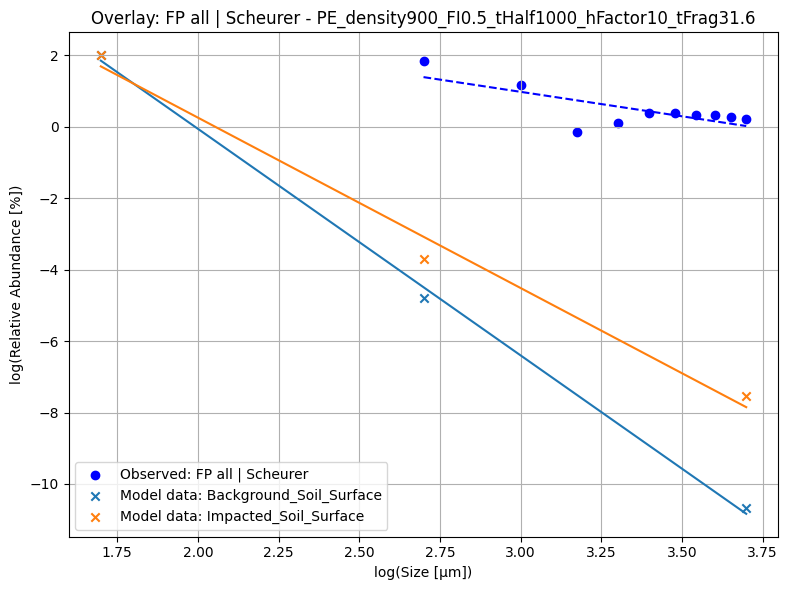 Overlay: FP all | Scheurer - PE_density900_FI0.5_tHalf1000_hFactor10_tFrag31.6
log(Relative Abundance [%])
2
0
−2
−4
−6
−8
−10
Observed: FP all | Scheurer
Model data: Background_Soil_Surface
Model data: Impacted_Soil_Surface
1.75 2.00 2.25 2.50 2.75 3.00 3.25 3.50 3.75
log(Size [µm])